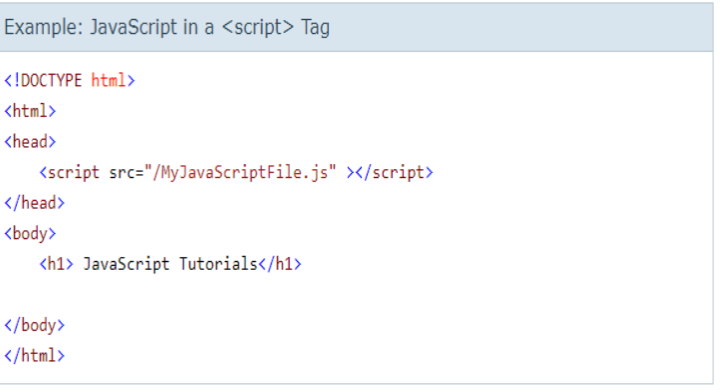 Example: JavaScript in a <script> Tag
<!DOCTYPE html>
<html>
<head>
<script src="/MyJavaScriptFile.js" ></script>
</head>
<body>
<h1> JavaScript Tutorials</h1>
</body>
</html>